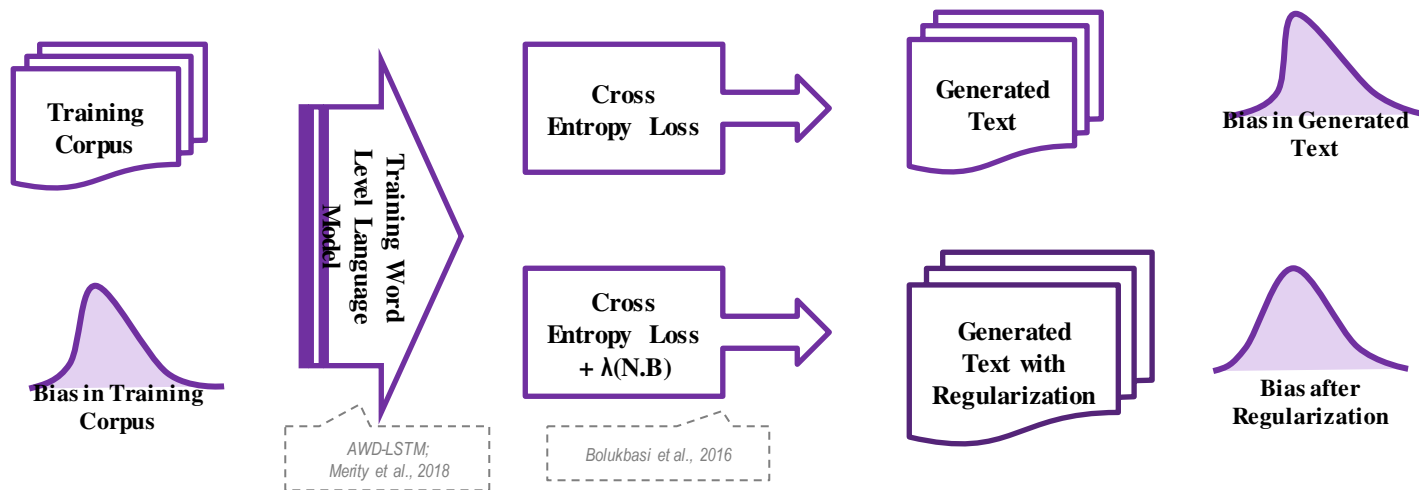 Training
Corpus
Bias in Training
Corpus
Training Word
Level Language
Model
AWD-LSTM;
Merity et al., 2018
Cross
Entropy Loss
Cross
Entropy Loss
+ λ(N.B)
Bolukbasi et al., 2016
Generated
Text
Bias in Generated
Text
Generated
Text with
Regularization
Bias after
Regularization